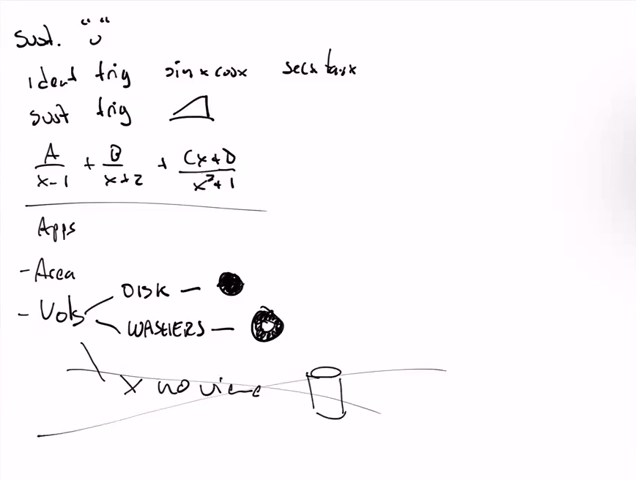 sust. "u"
ident trig sin x cos x sec x tan x
sust trig
A/x-1 + B/x+2 + Cx+D/x²+1
Apps
- Area
- Vols
DISK -
WASHERS -
X no viene